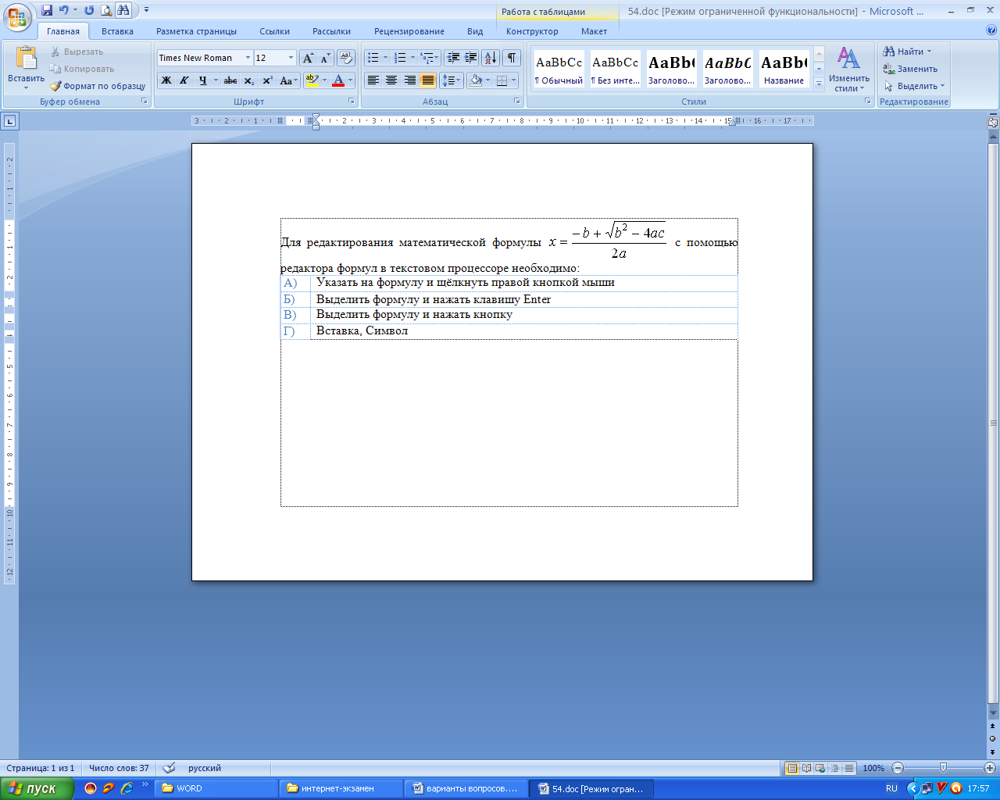 Работа с таблицами
54.doc [Режим ограниченной функциональности] - Microsoft ...
Главная Вставка Разметка страницы Ссылки Рассылки Рецензирование Вид Конструктор Макет
Вставить
Вырезать
Копировать
Формат по образцу
Буфер обмена
Times New Roman 12
Ж К Ч abc x₂ x² Aa
Шрифт
Абзац
AaBbCc AaBbCc AaBb AaBbC AaBb
¶ Обычный ¶ Без инте... Заголово... Заголово... Название
Изменить стили
Стили
Найти
Заменить
Выделить
Редактирование
3 2 1 1 2 3 4 5 6 7 8 9 10 11 12 13 14 15 16 17
Для редактирования математической формулы x = (−b + √(b² − 4ac)) / 2a с помощью
редактора формул в текстовом процессоре необходимо:
А) Указать на формулу и щёлкнуть правой кнопкой мыши
Б) Выделить формулу и нажать клавишу Enter
В) Выделить формулу и нажать кнопку
Г) Вставка, Символ
Страница: 1 из 1 Число слов: 37 русский 100%
пуск WORD интернет-экзамен варианты вопросов.... 54.doc [Режим огран... RU 17:57